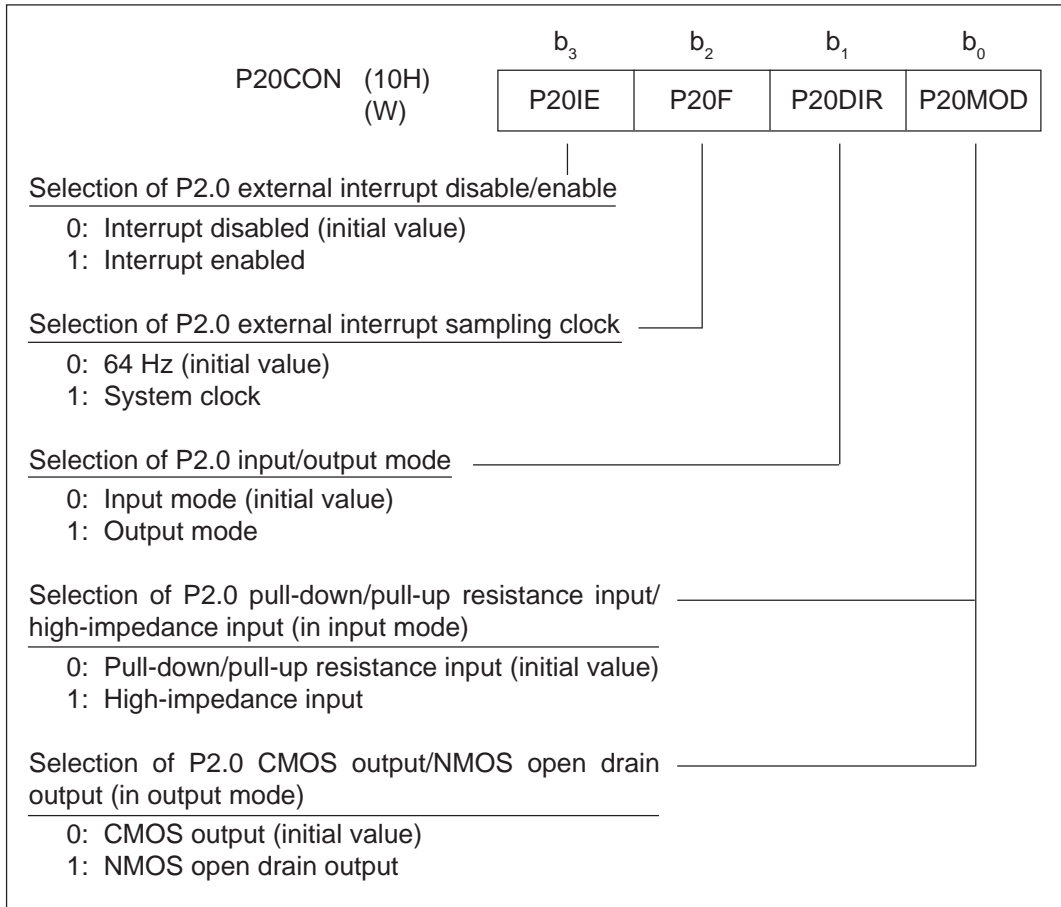 b3 b2 b1 b0
P20CON (10H)
(W)
P20IE P20F P20DIR P20MOD
Selection of P2.0 external interrupt disable/enable
0: Interrupt disabled (initial value)
1: Interrupt enabled
Selection of P2.0 external interrupt sampling clock
0: 64 Hz (initial value)
1: System clock
Selection of P2.0 input/output mode
0: Input mode (initial value)
1: Output mode
Selection of P2.0 pull-down/pull-up resistance input/
high-impedance input (in input mode)
0: Pull-down/pull-up resistance input (initial value)
1: High-impedance input
Selection of P2.0 CMOS output/NMOS open drain
output (in output mode)
0: CMOS output (initial value)
1: NMOS open drain output